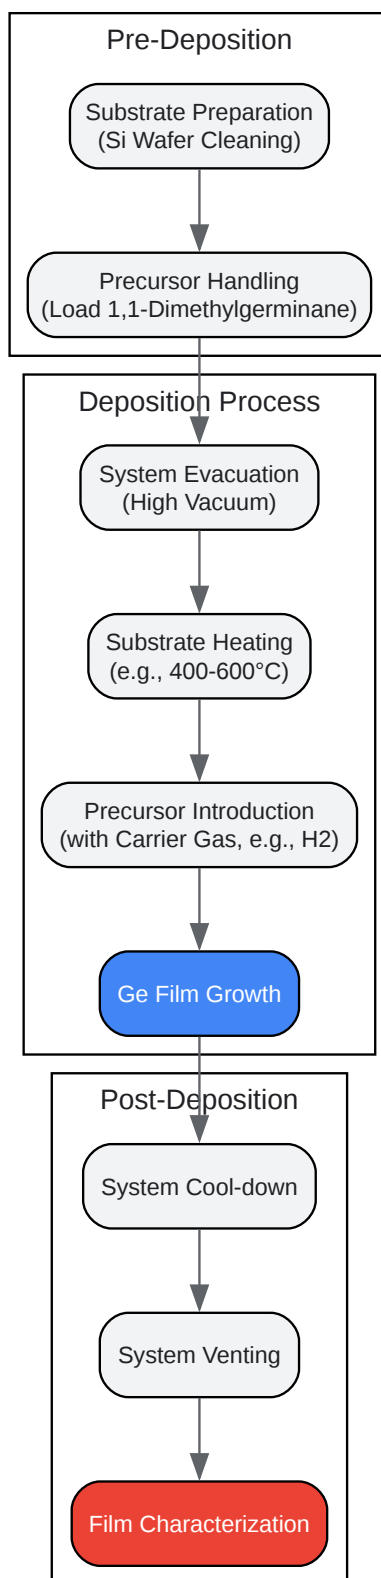 Pre-Deposition
Substrate Preparation
(Si Wafer Cleaning)
Precursor Handling
(Load 1,1-Dimethylgerminane)
Deposition Process
System Evacuation
(High Vacuum)
Substrate Heating
(e.g., 400-600°C)
Precursor Introduction
(with Carrier Gas, e.g., H2)
Ge Film Growth
Post-Deposition
System Cool-down
System Venting
Film Characterization